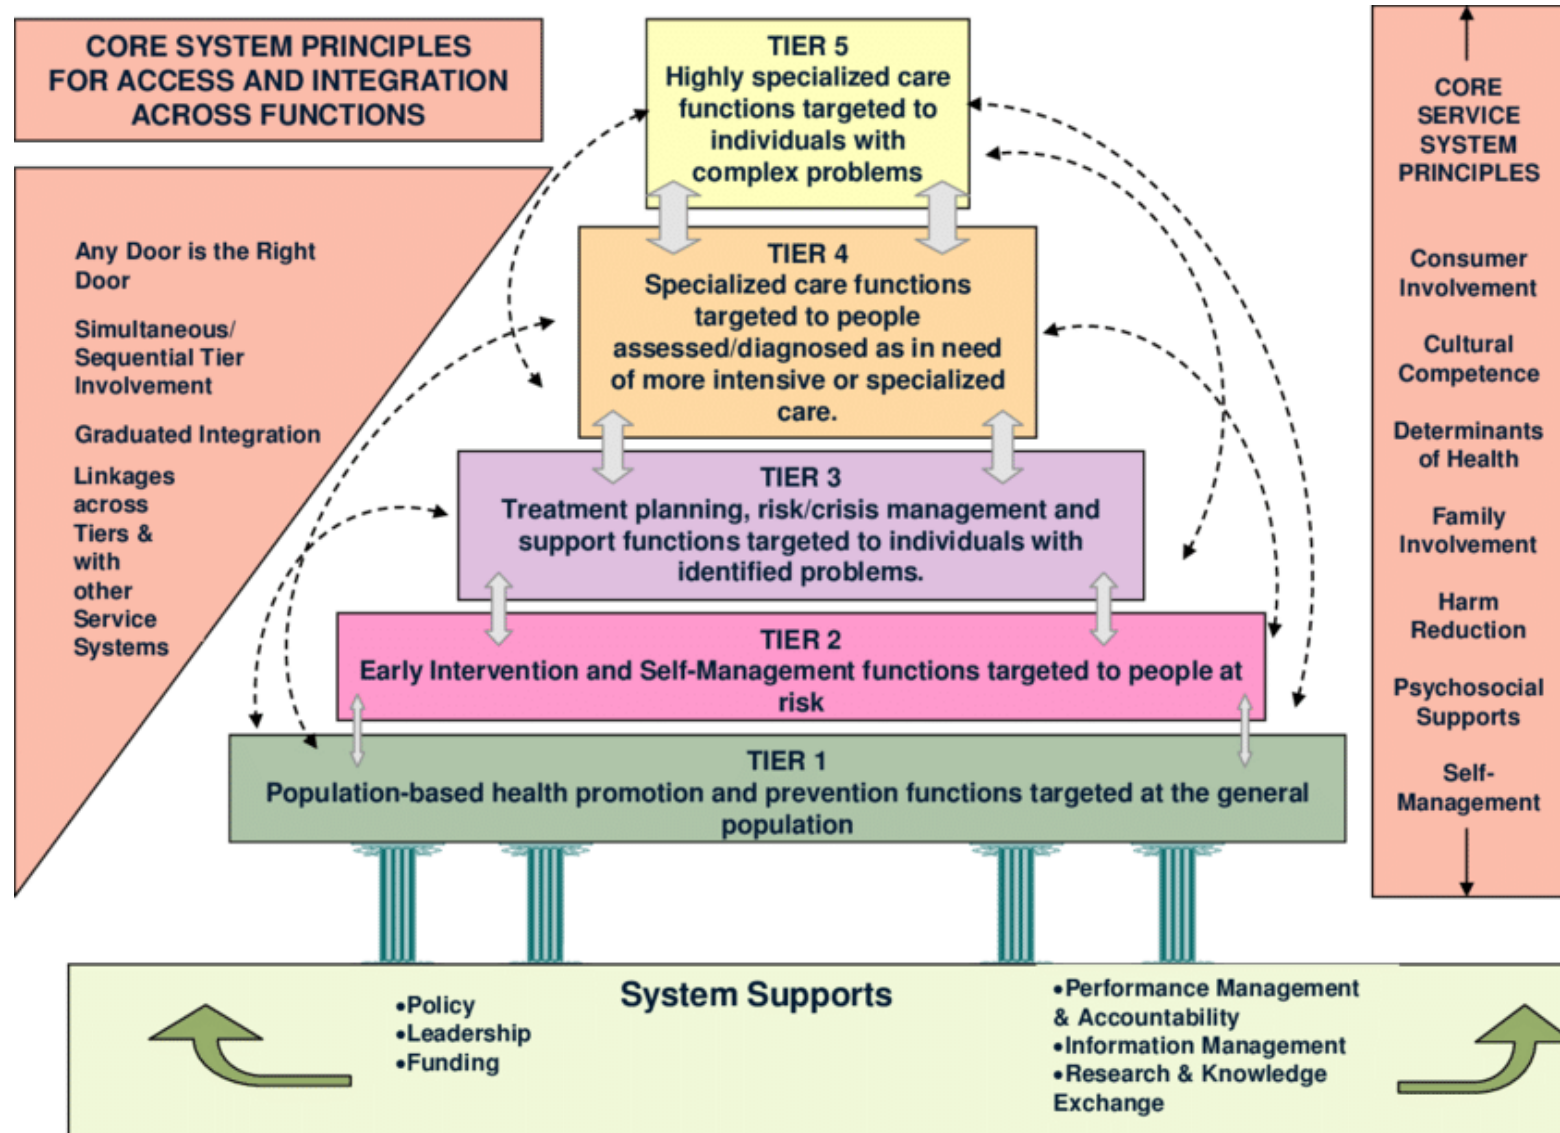 CORE SYSTEM PRINCIPLES
FOR ACCESS AND INTEGRATION
ACROSS FUNCTIONS
Any Door is the Right
Door
Simultaneous/
Sequential Tier
Involvement
Graduated Integration
Linkages
across
Tiers &
with
other
Service
Systems
TIER 5
Highly specialized care
functions targeted to
individuals with
complex problems
TIER 4
Specialized care functions
targeted to people
assessed/diagnosed as in need
of more intensive or specialized
care.
TIER 3
Treatment planning, risk/crisis management and
support functions targeted to individuals with
identified problems.
TIER 2
Early Intervention and Self-Management functions targeted to people at
risk
TIER 1
Population-based health promotion and prevention functions targeted at the general
population
CORE
SERVICE
SYSTEM
PRINCIPLES
Consumer
Involvement
Cultural
Competence
Determinants
of Health
Family
Involvement
Harm
Reduction
Psychosocial
Supports
Self-
Management
System Supports
•Policy
•Leadership
•Funding
•Performance Management
& Accountability
•Information Management
•Research & Knowledge
Exchange